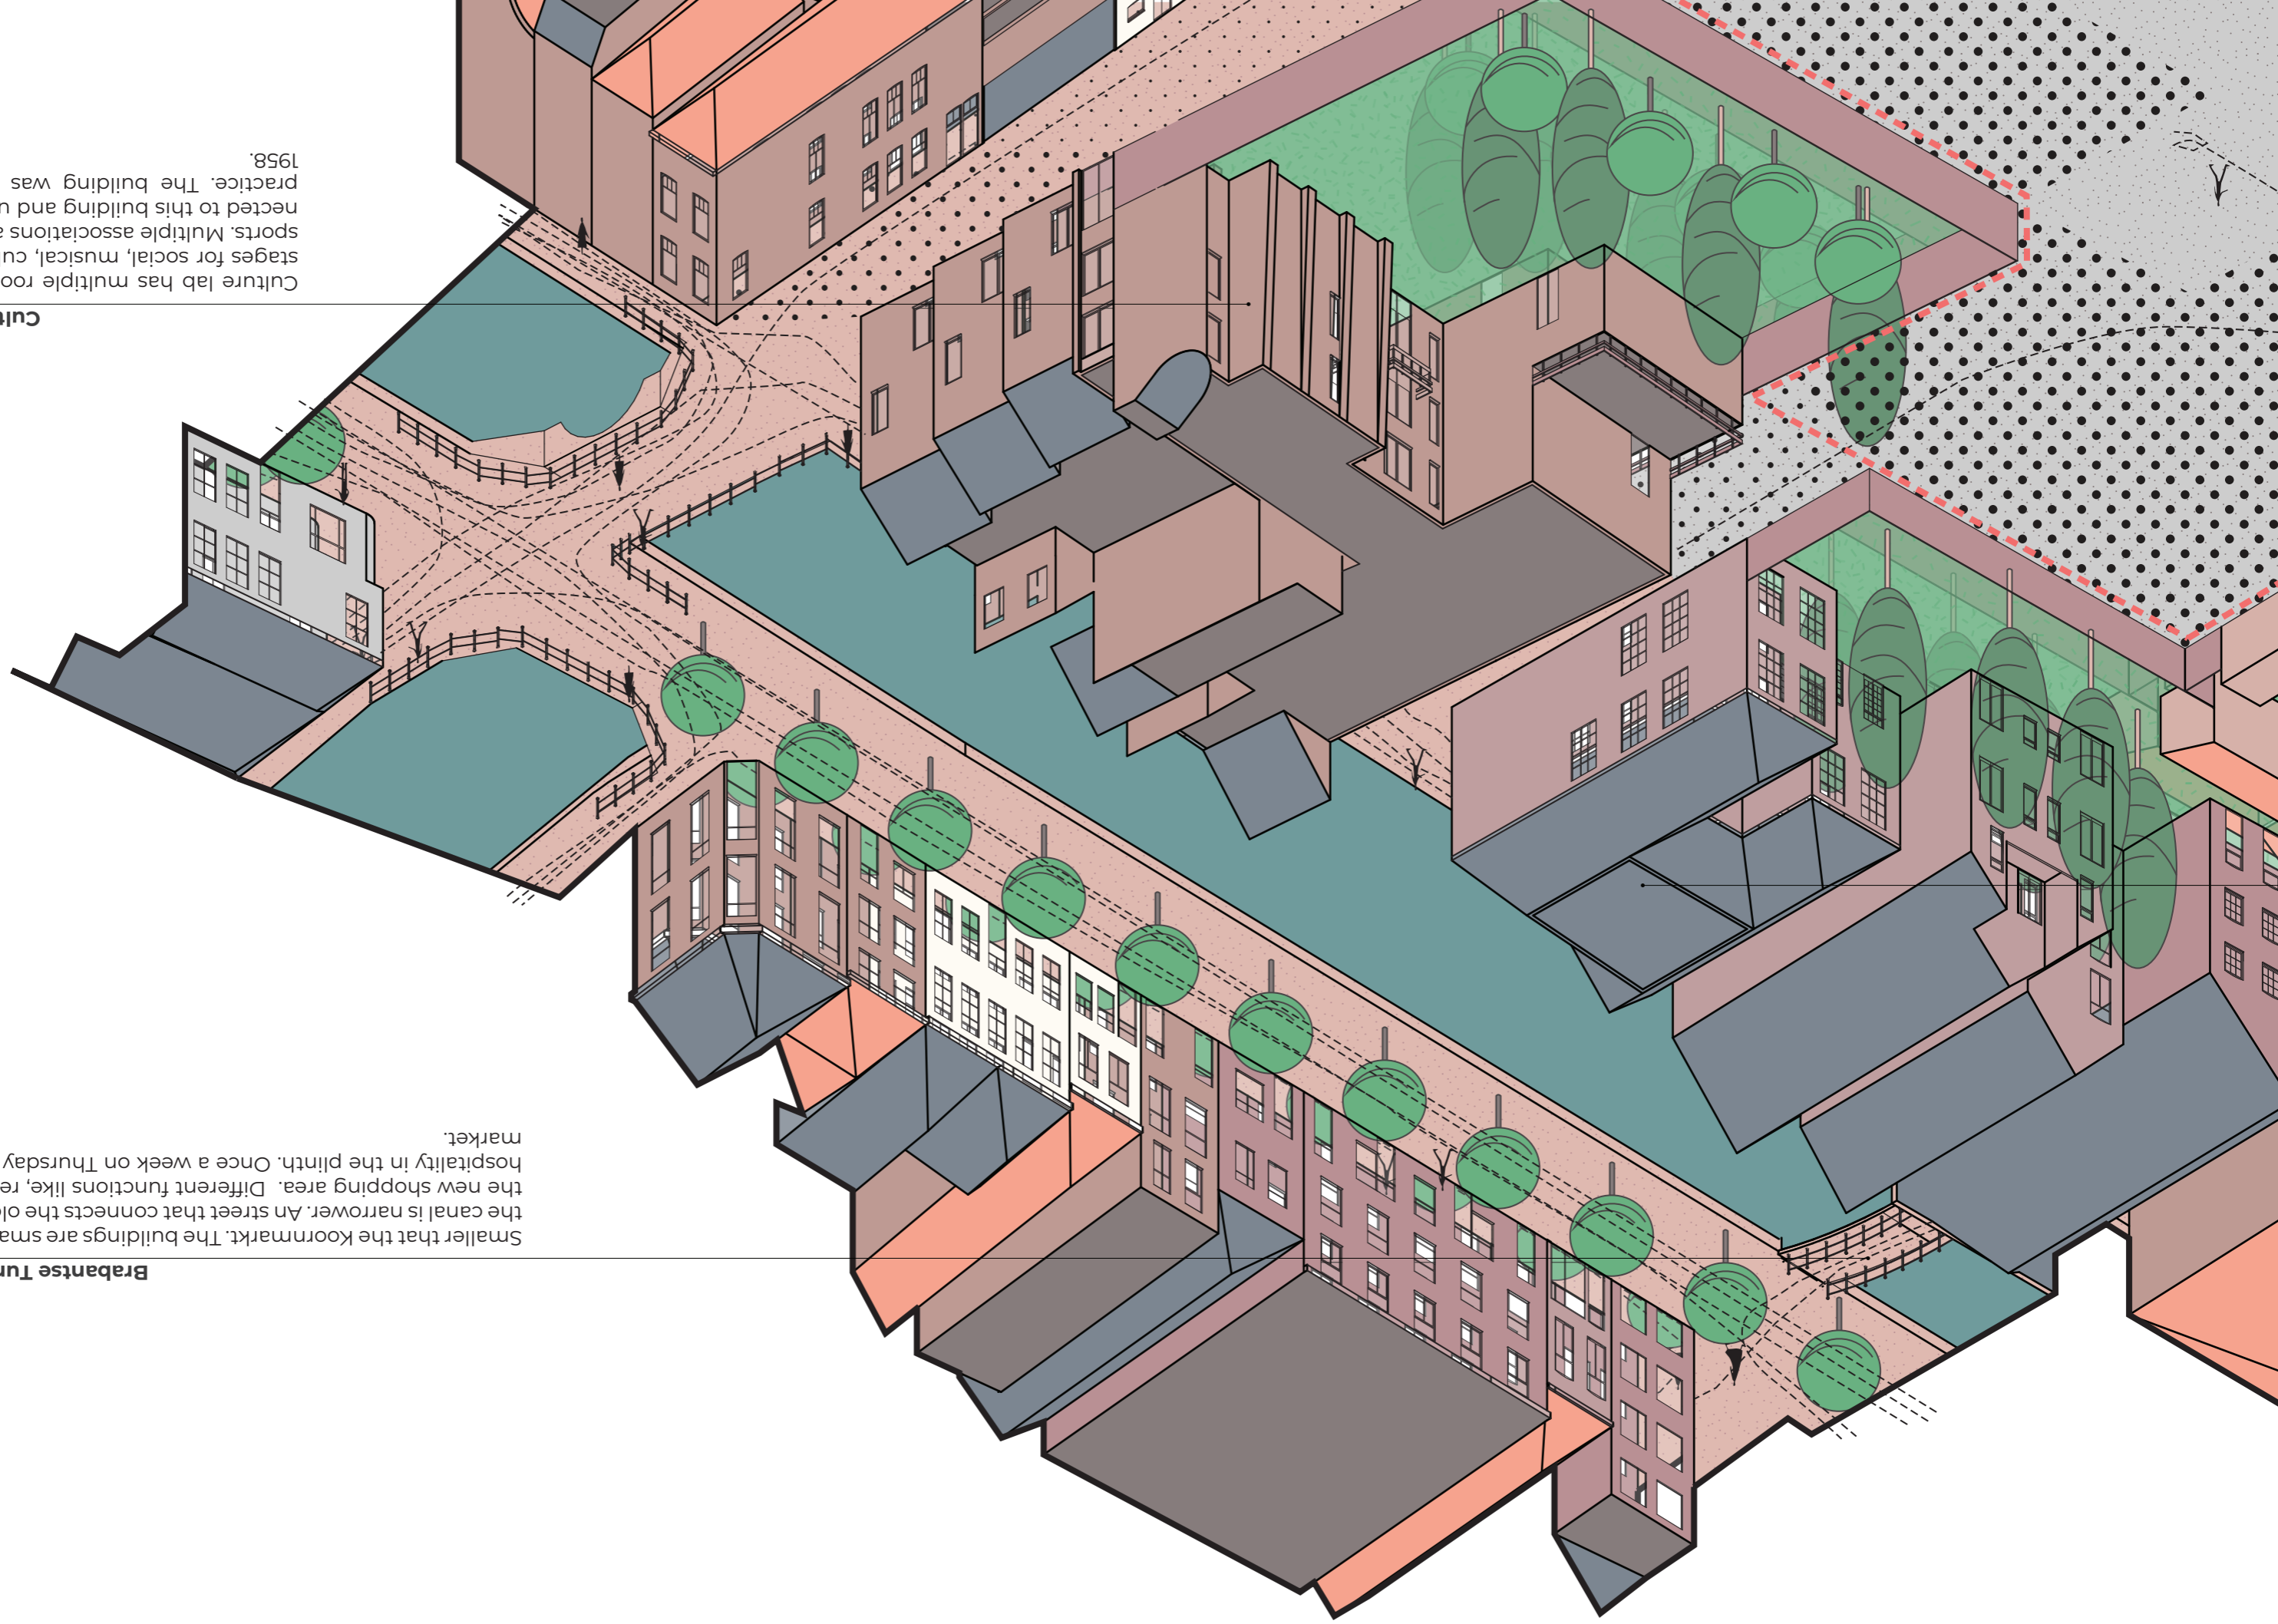 Brabantse Tur
Smaller that the Koornmarkt. The buildings are sma
the canal is narrower. An street that connects the ol
the new shopping area. Different functions like, re
hospitality in the plinth. Once a week on Thursday
market.
Cult
Culture lab has multiple roo
stages for social, musical, cu
sports. Multiple associations a
nected to this building and u
practice. The building was
1958.